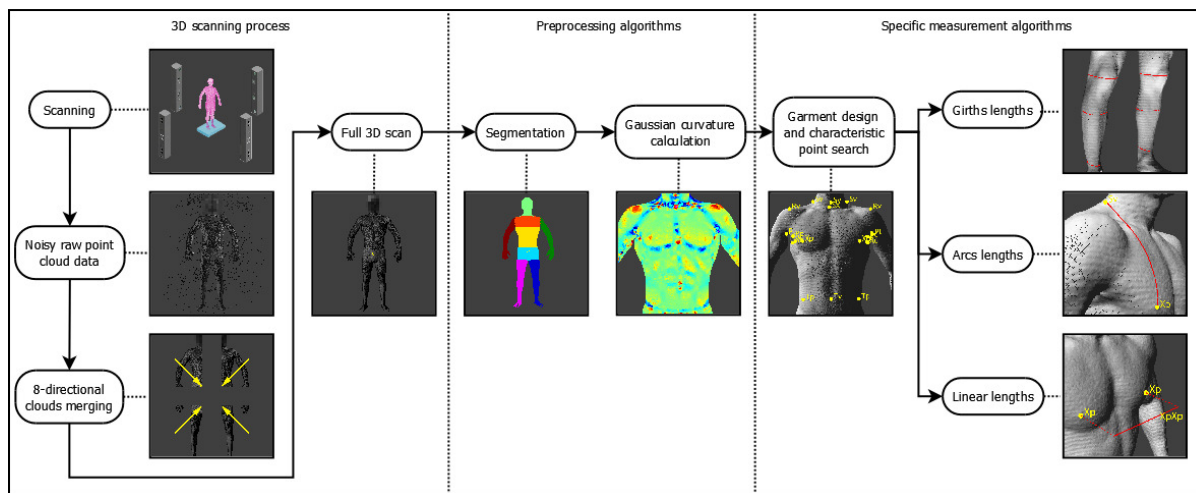 3D scanning process
Preprocessing algorithms
Specific measurement algorithms
Scanning
Full 3D scan
Segmentation
Gaussian curvature
calculation
Garment design
and characteristic
point search
Girths lengths
Noisy raw point
cloud data
Arcs lengths
8-directional
clouds merging
Linear lengths
Xp
Xp
XpXp